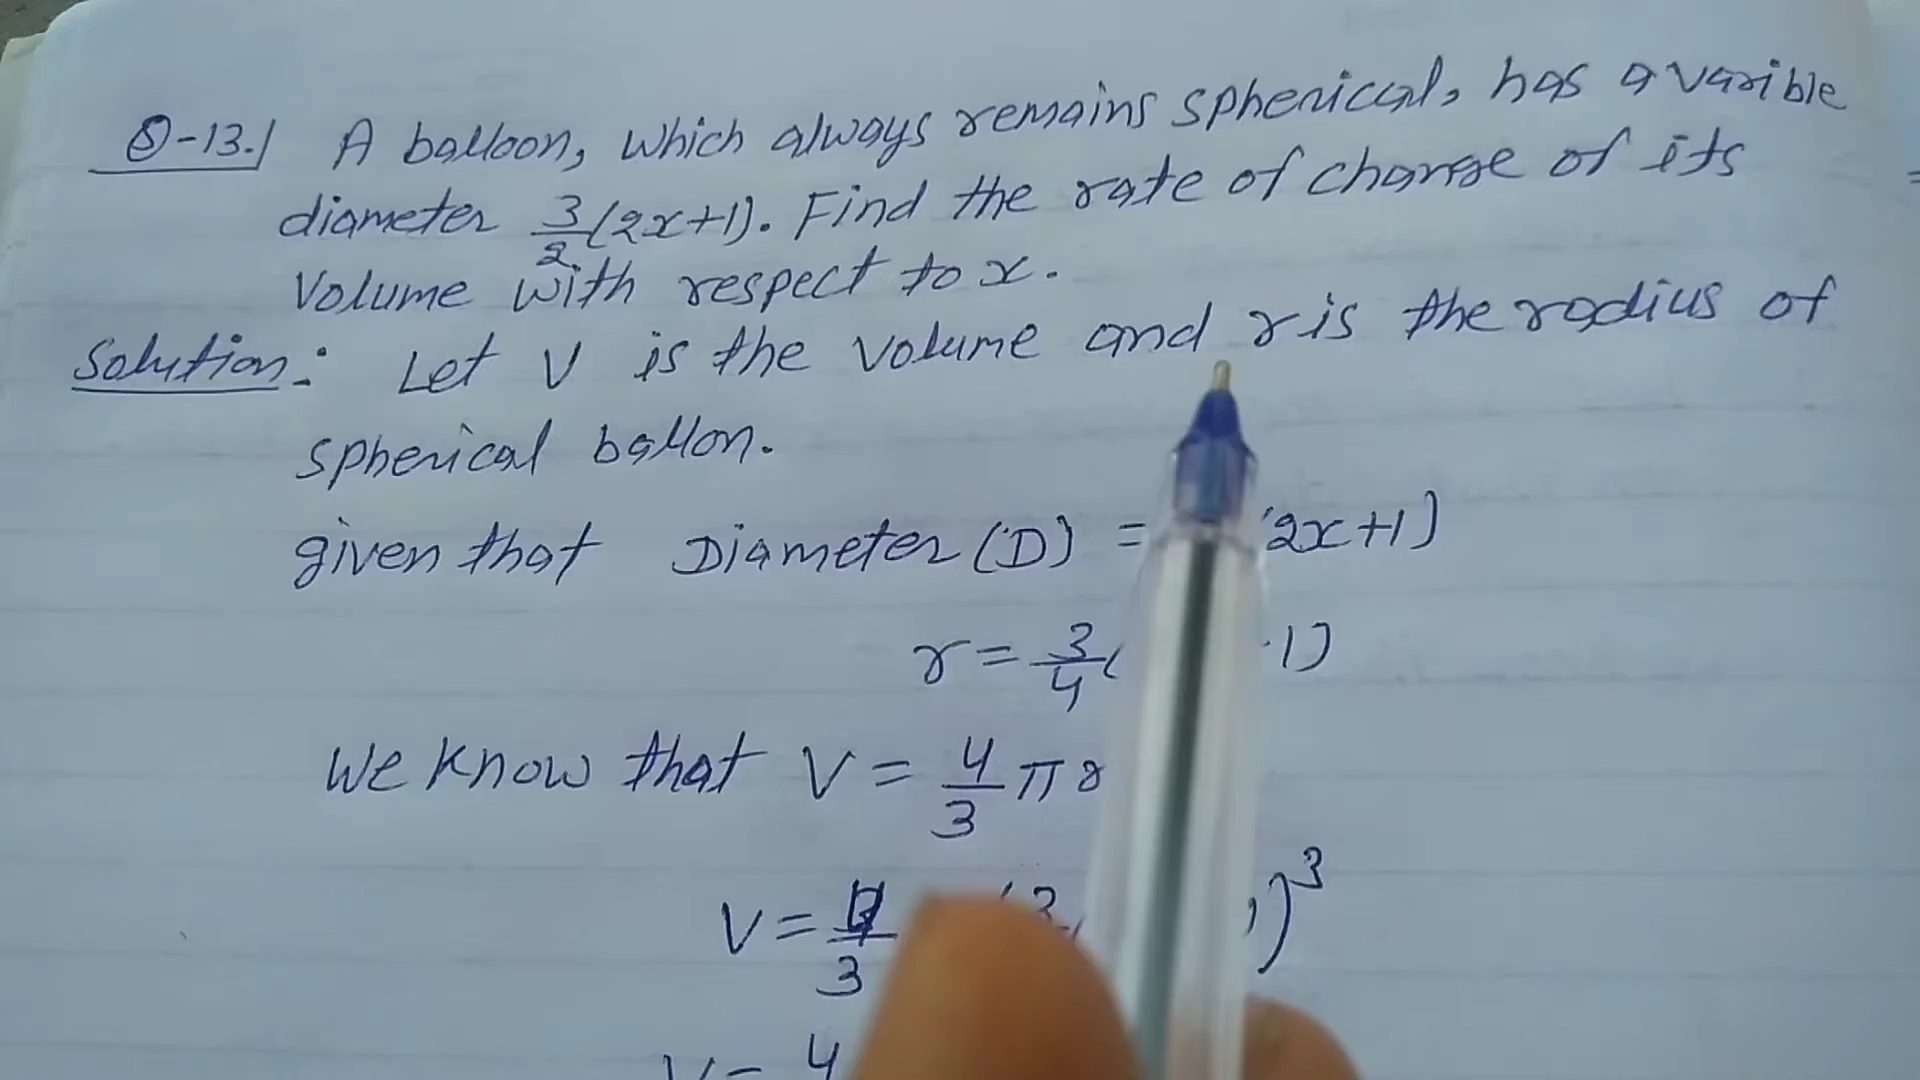 Q-13. A balloon, which always remains spherical, has a varible
diameter 3/2 (2x+1). Find the rate of change of its
Volume with respect to x.
Solution: Let V is the volume and r is the radius of
spherical ballon.
given that Diameter (D) = 2x+1)
r = 3/4 ( 1)
We know that V = 4/3 πr
V = /3 (3 )³
V = 4